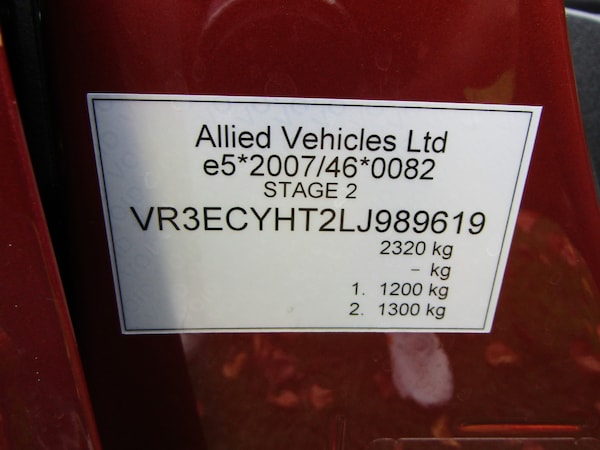 Allied Vehicles Ltd
e5*2007/46*0082
STAGE 2
VR3ECYHT2LJ989619
2320 kg
– kg
1. 1200 kg
2. 1300 kg